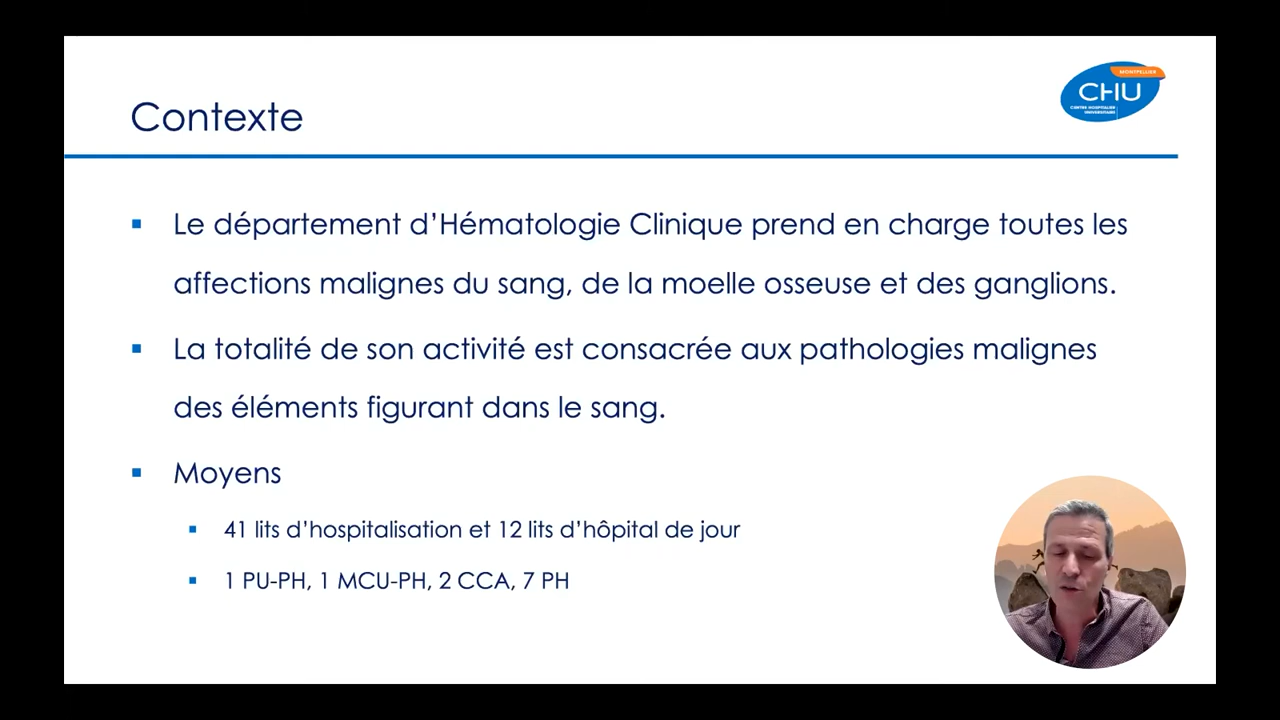 MONTPELLIER
CHU
CENTRE HOSPITALIER
UNIVERSITAIRE
Contexte
Le département d’Hématologie Clinique prend en charge toutes les
affections malignes du sang, de la moelle osseuse et des ganglions.
La totalité de son activité est consacrée aux pathologies malignes
des éléments figurant dans le sang.
Moyens
41 lits d’hospitalisation et 12 lits d’hôpital de jour
1 PU-PH, 1 MCU-PH, 2 CCA, 7 PH